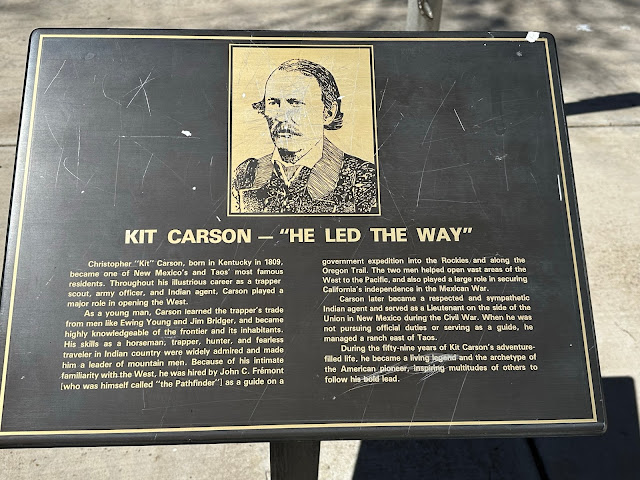 KIT CARSON — "HE LED THE WAY"
Christopher "Kit" Carson, born in Kentucky in 1809,
became one of New Mexico's and Taos' most famous
residents. Throughout his illustrious career as a trapper
scout, army officer, and Indian agent, Carson played a
major role in opening the West.
As a young man, Carson learned the trapper's trade
from men like Ewing Young and Jim Bridger, and became
highly knowledgeable of the frontier and its inhabitants.
His skills as a horseman, trapper, hunter, and fearless
traveler in Indian country were widely admired and made
him a leader of mountain men. Because of his intimate
familiarity with the West, he was hired by John C. Frémont
[who was himself called "the Pathfinder"] as a guide on a
government expedition into the Rockies and along the
Oregon Trail. The two men helped open vast areas of the
West to the Pacific, and also played a large role in securing
California's independence in the Mexican War.
Carson later became a respected and sympathetic
Indian agent and served as a Lieutenant on the side of the
Union in New Mexico during the Civil War. When he was
not pursuing official duties or serving as a guide, he
managed a ranch east of Taos.
During the fifty-nine years of Kit Carson's adventure-
filled life, he became a living legend and the archetype of
the American pioneer, inspiring multitudes of others to
follow his bold lead.